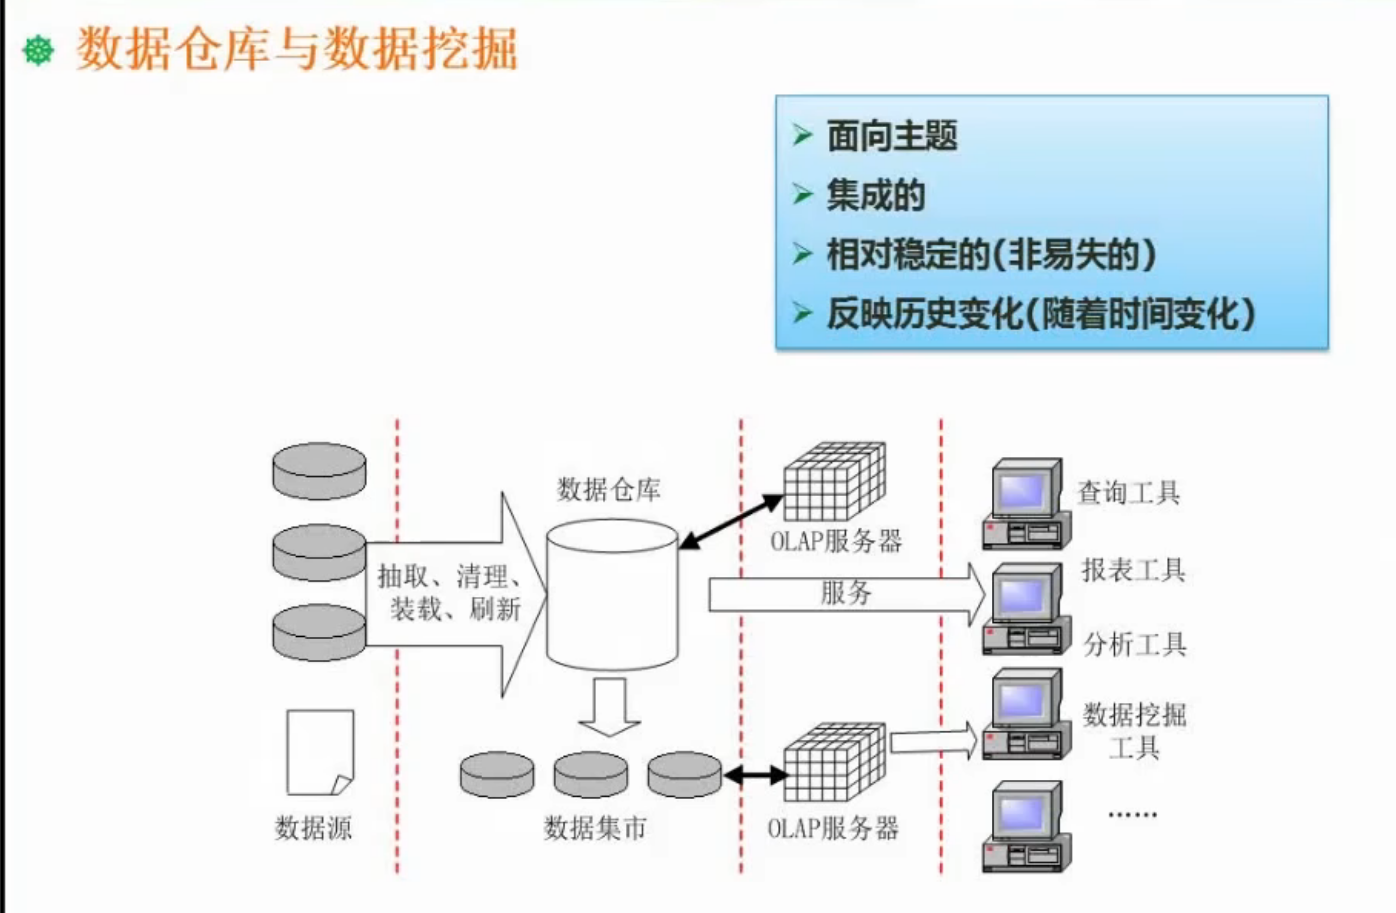 数据仓库与数据挖掘
面向主题
集成的
相对稳定的(非易失的)
反映历史变化(随着时间变化)
抽取、清理、
装载、刷新
数据源
数据仓库
数据集市
OLAP服务器
服务
OLAP服务器
查询工具
报表工具
分析工具
数据挖掘
工具
……